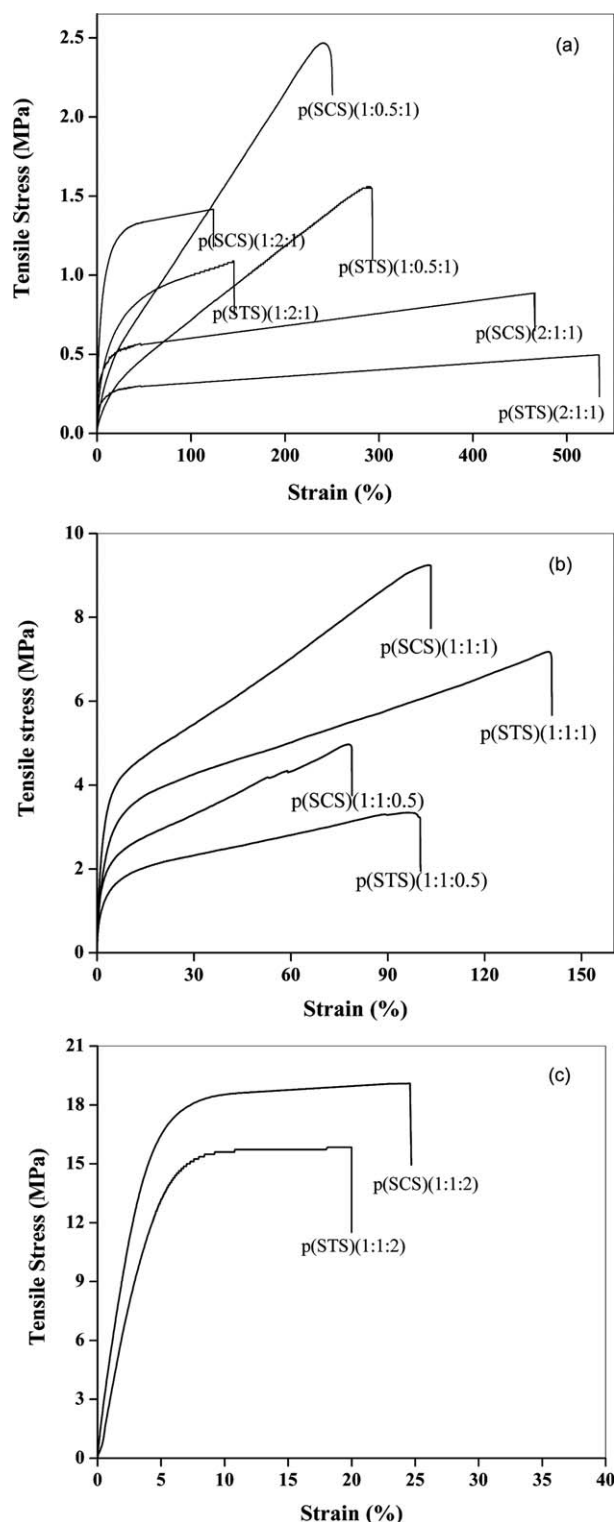 (a)
2.5
2.0
1.5
1.0
0.5
0.0
Tensile Stress (MPa)
p(SCS)(1:0.5:1)
p(SCS)(1:2:1)
p(STS)(1:0.5:1)
p(STS)(1:2:1)
p(SCS)(2:1:1)
p(STS)(2:1:1)
0 100 200 300 400 500
Strain (%)
(b)
10
8
6
4
2
0
Tensile stress (MPa)
p(SCS)(1:1:1)
p(STS)(1:1:1)
p(SCS)(1:1:0.5)
p(STS)(1:1:0.5)
0 30 60 90 120 150
Strain (%)
(c)
21
18
15
12
9
6
3
0
Tensile Stress (MPa)
p(SCS)(1:1:2)
p(STS)(1:1:2)
0 5 10 15 20 25 30 35 40
Strain (%)